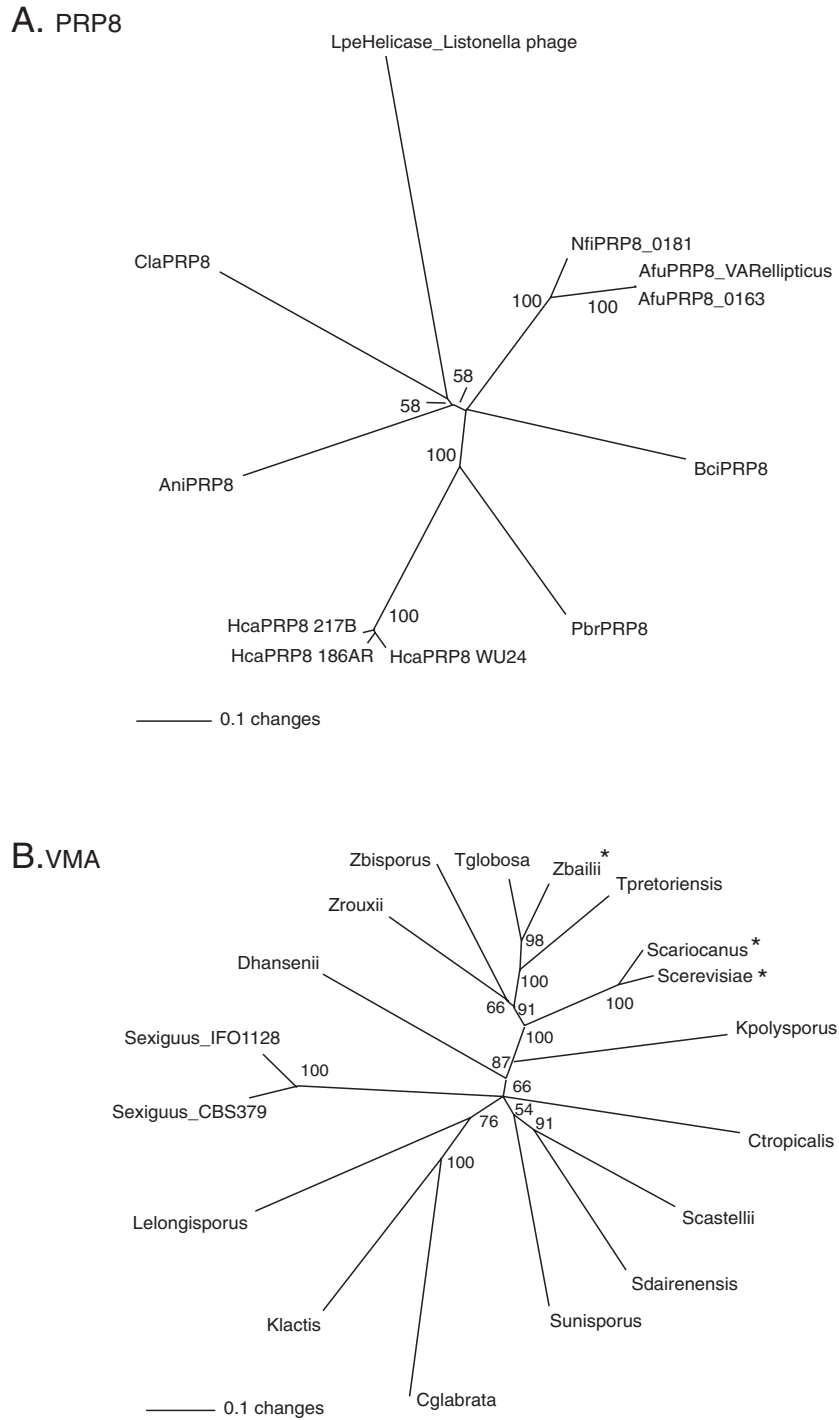 A. PRP8
LpeHelicase_Listonella phage
NfiPRP8_0181
ClaPRP8
AfuPRP8_VARellipticus
100
100
AfuPRP8_0163
58
58
100
BciPRP8
AniPRP8
100
HcaPRP8 217B
PbrPRP8
HcaPRP8 186AR
HcaPRP8 WU24
0.1 changes
B. VMA
Zbisporus
Tglobosa
Zbailii*
Tpretoriensis
Zrouxii
98
Scariocanus*
Dhansenii
100
Scerevisiae*
66
91
100
Kpolysporus
100
Sexiguus_IFO1128
87
100
66
Sexiguus_CBS379
54
76
91
Ctropicalis
100
Lelongisporus
Scastellii
Sdairenensis
Klactis
Sunisporus
Cglabrata
0.1 changes